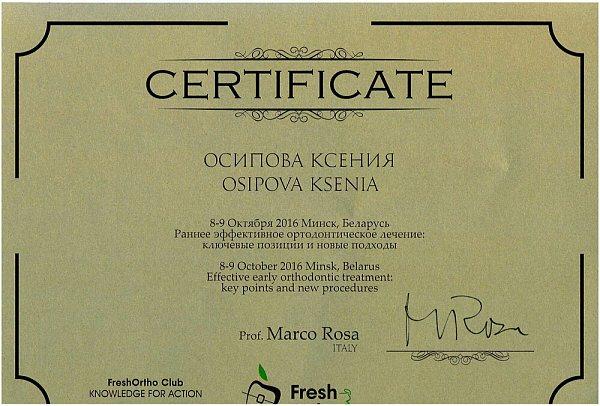 CERTIFICATE
ОСИПОВА КСЕНИЯ
OSIPOVA KSENIA
8-9 Октября 2016 Минск, Беларусь
Раннее эффективное ортодонтическое лечение:
ключевые позиции и новые подходы
8-9 October 2016 Minsk, Belarus
Effective early orthodontic treatment:
key points and new procedures
Prof. Marco Rosa
ITALY
MRosa
FreshOrtho Club
KNOWLEDGE FOR ACTION
Fresh